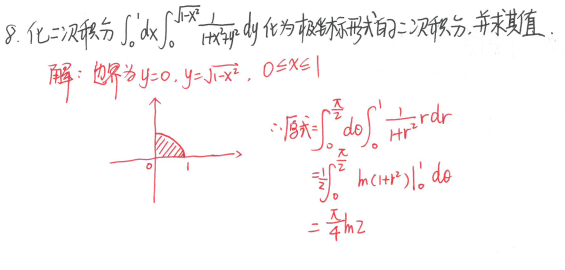 8. 化二次积分 ∫₀¹dx∫₀^√(1-x²) 1/(1+x²+y²) dy 化为极坐标形式的二次积分,并求其值.
解: 边界为 y=0, y=√(1-x²), 0≤x≤1
∴原式=∫₀^(π/2) dθ∫₀¹ 1/(1+r²) rdr
=1/2∫₀^(π/2) ln(1+r²)|₀¹ dθ
=π/4 ln2
0 1